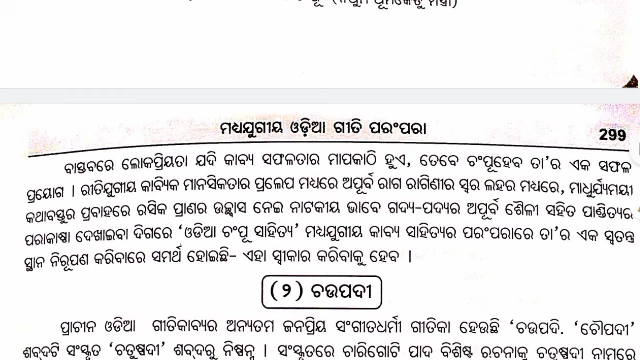 ମଧ୍ୟଯୁଗୀୟ ଓଡ଼ିଆ ଗୀତି ପରଂପରା
299
ବାସ୍ତବରେ ଲୋକପ୍ରିୟତା ଯଦି କାବ୍ୟ ସଫଳତାର ମାପକାଠି ହୁଏ, ତେବେ ଚଂପୂହେବ ତା'ର ଏକ ସଫଳ
ପ୍ରୟୋଗ । ରୀତିଯୁଗୀୟ କାବ୍ୟିକ ମାନସିକତାର ପ୍ରଲେପ ମଧ୍ୟରେ ଅପୂର୍ବ ରାଗ ରାଗିଣୀର ସ୍ୱର ଲହର ମଧ୍ୟରେ, ମାଧୁର୍ଯ୍ୟମୟୀ
କଥାବସ୍ତୁର ପ୍ରବାହରେ ରସିକ ପ୍ରାଣର ଉଚ୍ଛ୍ୱାସ ନେଇ ନାଟକୀୟ ଭାବେ ଗଦ୍ୟ-ପଦ୍ୟର ଅପୂର୍ବ ଶୈଳୀ ସହିତ ପାଣ୍ଡିତ୍ୟର
ପରାକାଷ୍ଠା ଦେଖାଇବା ଦିଗରେ 'ଓଡିଆ ଚଂପୂ ସାହିତ୍ୟ' ମଧ୍ୟଯୁଗୀୟ କାବ୍ୟ ସାହିତ୍ୟର ପରଂପରାରେ ତା'ର ଏକ ସ୍ୱତନ୍ତ୍ର
ସ୍ଥାନ ନିରୂପଣ କରିବାରେ ସମର୍ଥ ହୋଇଛି- ଏହା ସ୍ୱୀକାର କରିବାକୁ ହେବ ।
(୨) ଚଉପଦୀ
ପ୍ରାଚୀନ ଓଡିଆ ଗୀତିକାବ୍ୟର ଅନ୍ୟତମ ଜନପ୍ରିୟ ସଂଗୀତଧର୍ମୀ ଗୀତିକା ହେଉଛି 'ଚଉପଦି. 'ଚୌପଦୀ'
ଶବ୍ଦଟି ସଂସ୍କୃତ 'ଚତୁଷ୍ପଦୀ' ଶବ୍ଦରୁ ନିଷ୍ପନ୍ନ । ସଂସ୍କୃତରେ ଚାରିଗୋଟି ପାଦ ବିଶିଷ୍ଟ ରଚନାକୁ ଚତୁଷ୍ପଦୀ ନାମରେ